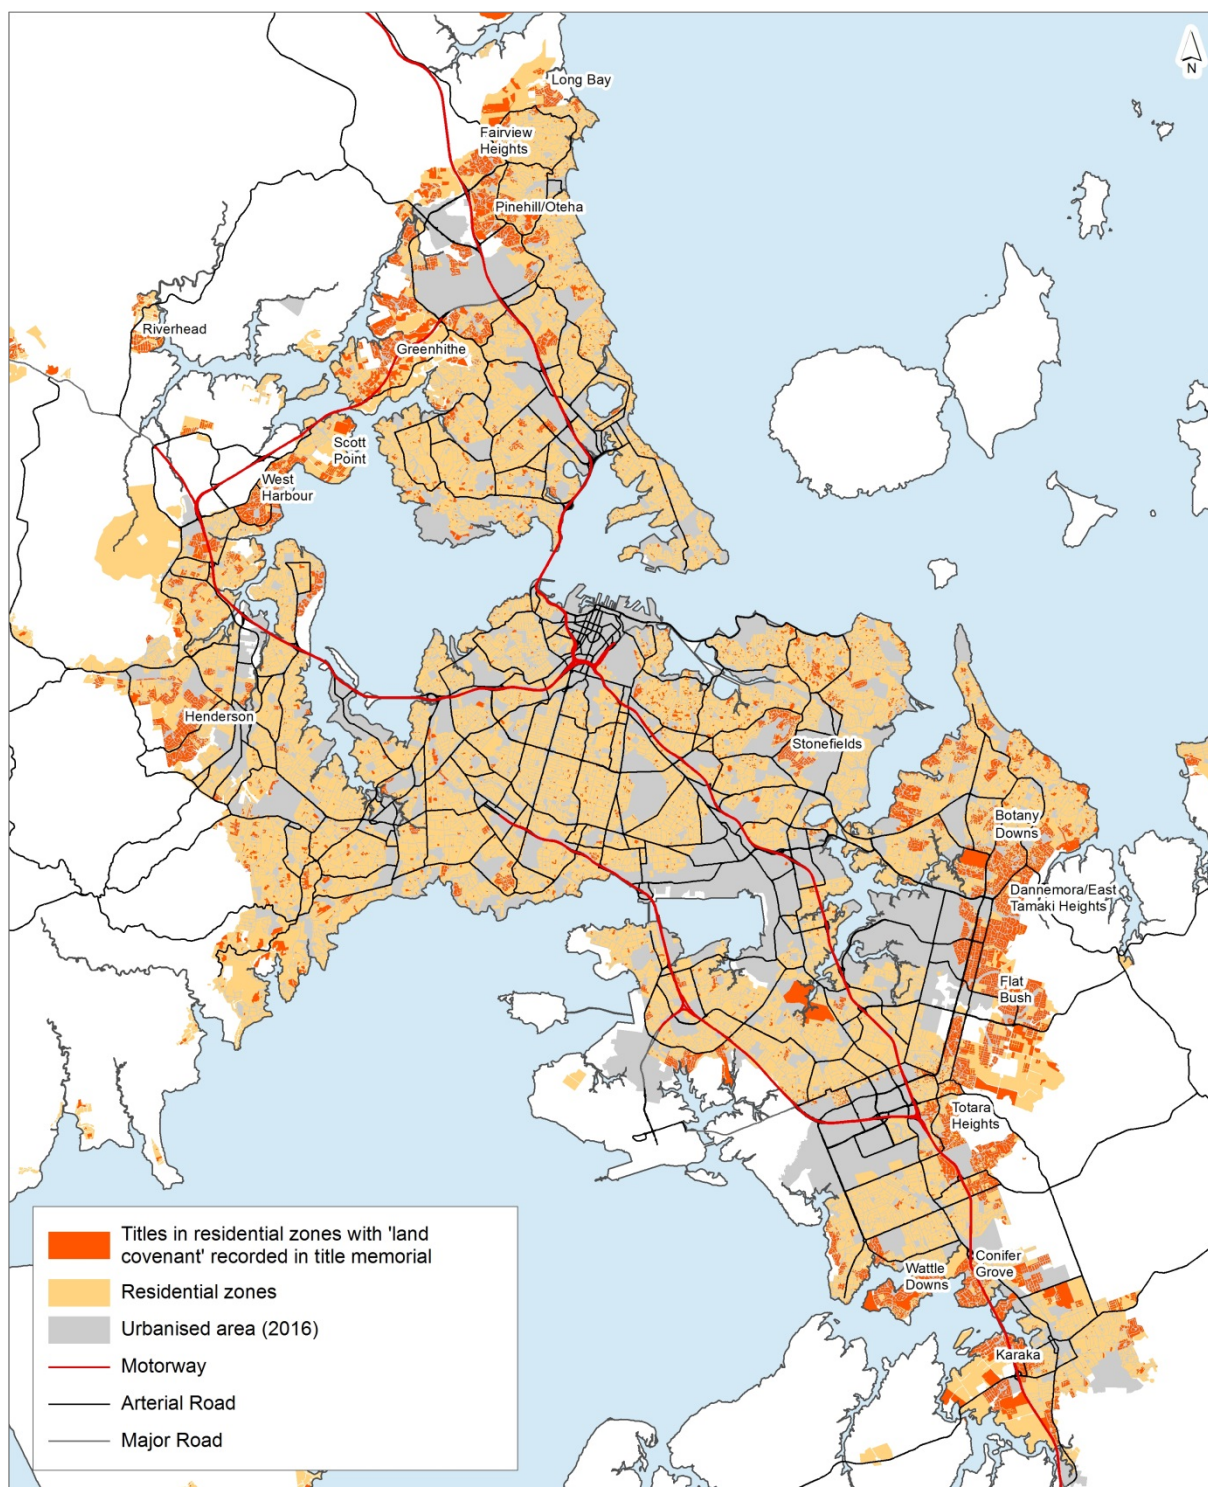 N
Long Bay
Fairview
Heights
Pinehill/Oteha
Riverhead
Greenhithe
Scott
Point
West
Harbour
Henderson
Stonefields
Botany
Downs
Dannemora/East
Tamaki Heights
Flat
Bush
Totara
Heights
Conifer
Grove
Wattle
Downs
Karaka
Titles in residential zones with 'land
covenant' recorded in title memorial
Residential zones
Urbanised area (2016)
Motorway
Arterial Road
Major Road